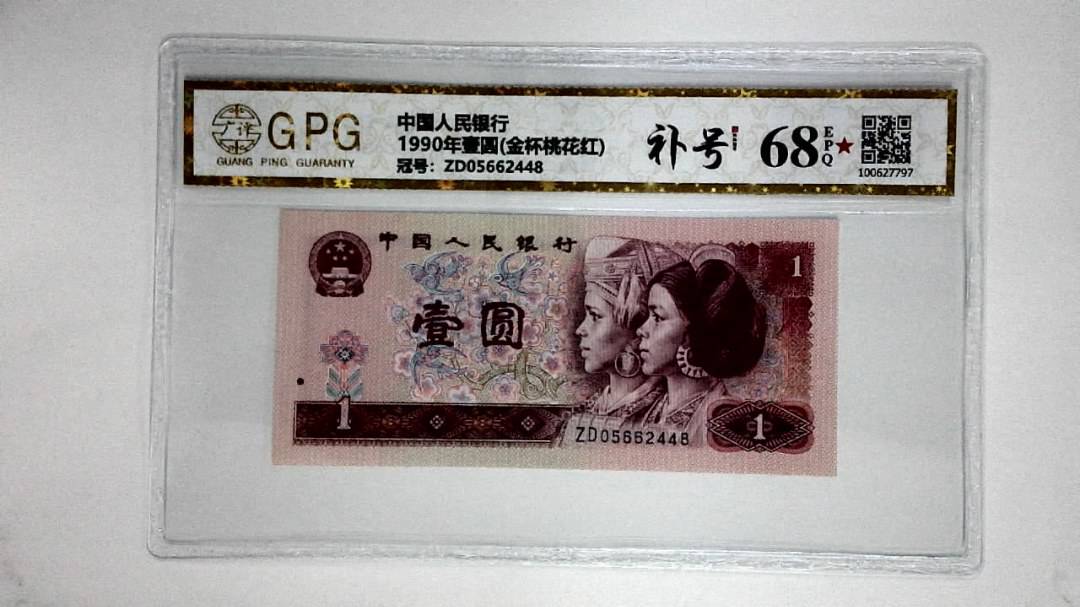 广评
GPG
GUANG PING GUARANTY
中国人民银行
1990年壹圆(金杯桃花红)
冠号: ZD05662448
补号
68
EPQ
100627797
中国人民银行
壹圆
1
1
1
ZD05662448